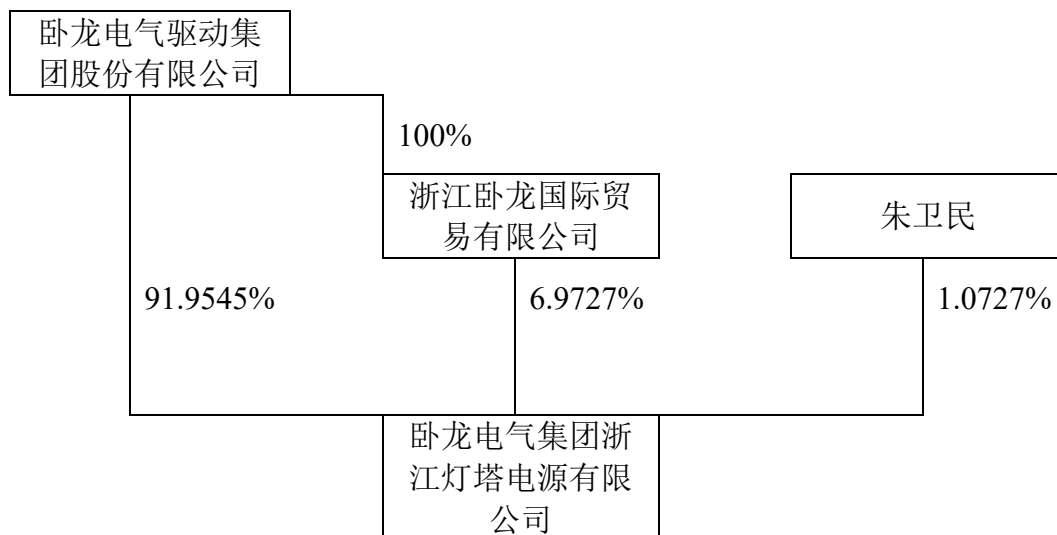 卧龙电气驱动集
团股份有限公司
100%
浙江卧龙国际贸
易有限公司
朱卫民
91.9545%
6.9727%
1.0727%
卧龙电气集团浙
江灯塔电源有限
公司